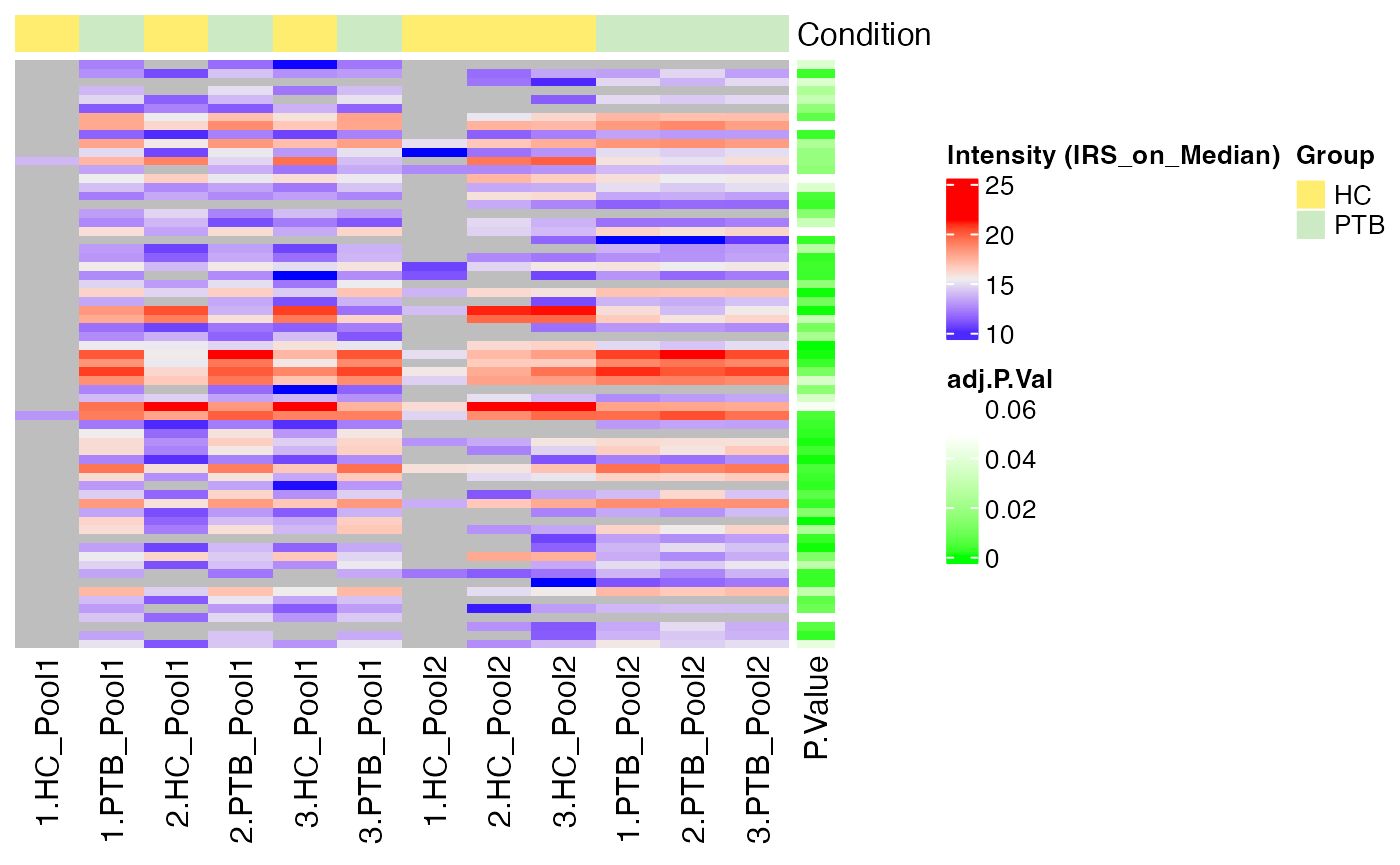 Condition
Intensity (IRS_on_Median)
25
20
15
10
Group
HC
PTB
adj.P.Val
0.06
0.04
0.02
0
1.HC_Pool1
1.PTB_Pool1
2.HC_Pool1
2.PTB_Pool1
3.HC_Pool1
3.PTB_Pool1
1.HC_Pool2
2.HC_Pool2
3.HC_Pool2
1.PTB_Pool2
2.PTB_Pool2
3.PTB_Pool2
P.Value